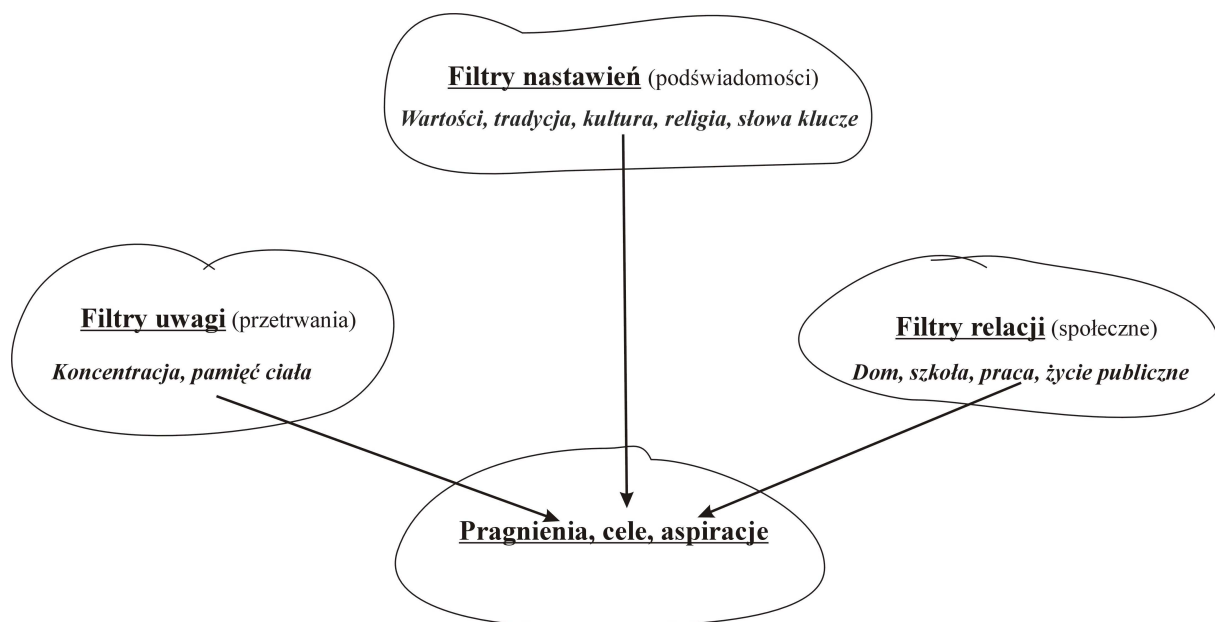 Filtry nastawień (podświadomości)
Wartości, tradycja, kultura, religia, słowa klucze
Filtry uwagi (przetrwania)
Koncentracja, pamięć ciała
Filtry relacji (społeczne)
Dom, szkoła, praca, życie publiczne
Pragnienia, cele, aspiracje